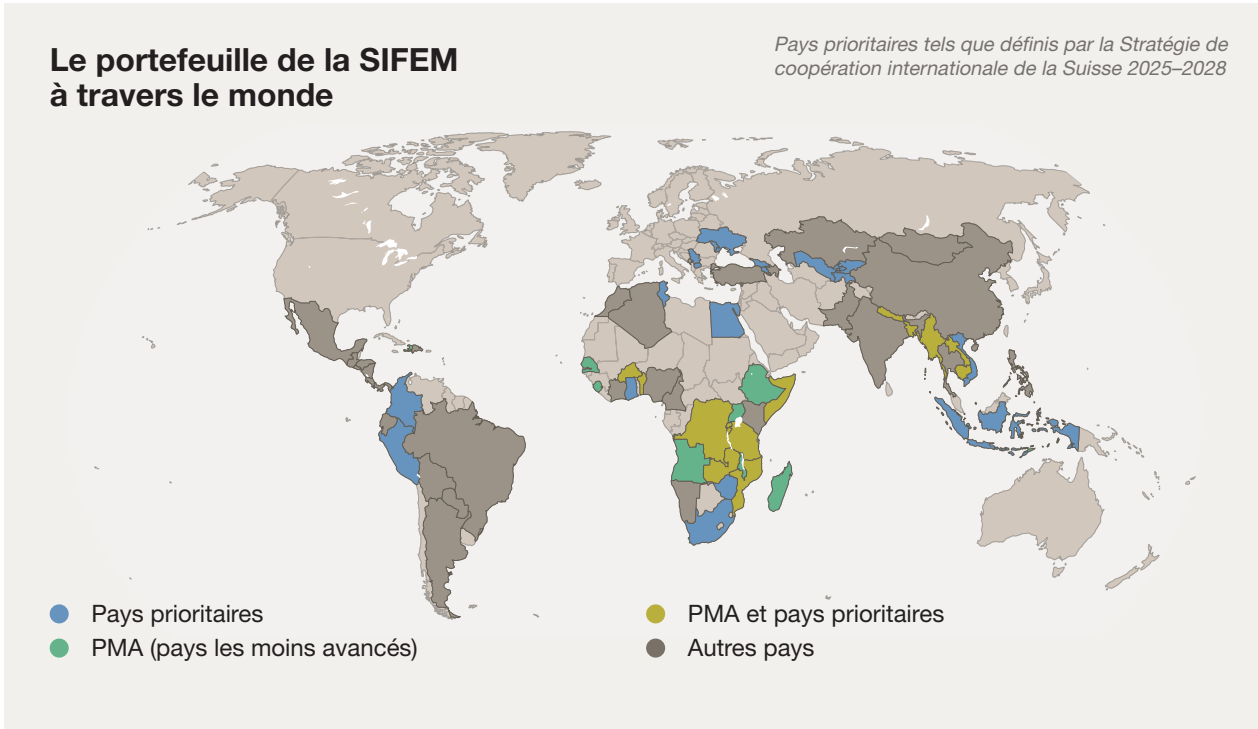 Le portefeuille de la SIFEM
à travers le monde
Pays prioritaires tels que définis par la Stratégie de
coopération internationale de la Suisse 2025–2028
Pays prioritaires
PMA (pays les moins avancés)
PMA et pays prioritaires
Autres pays